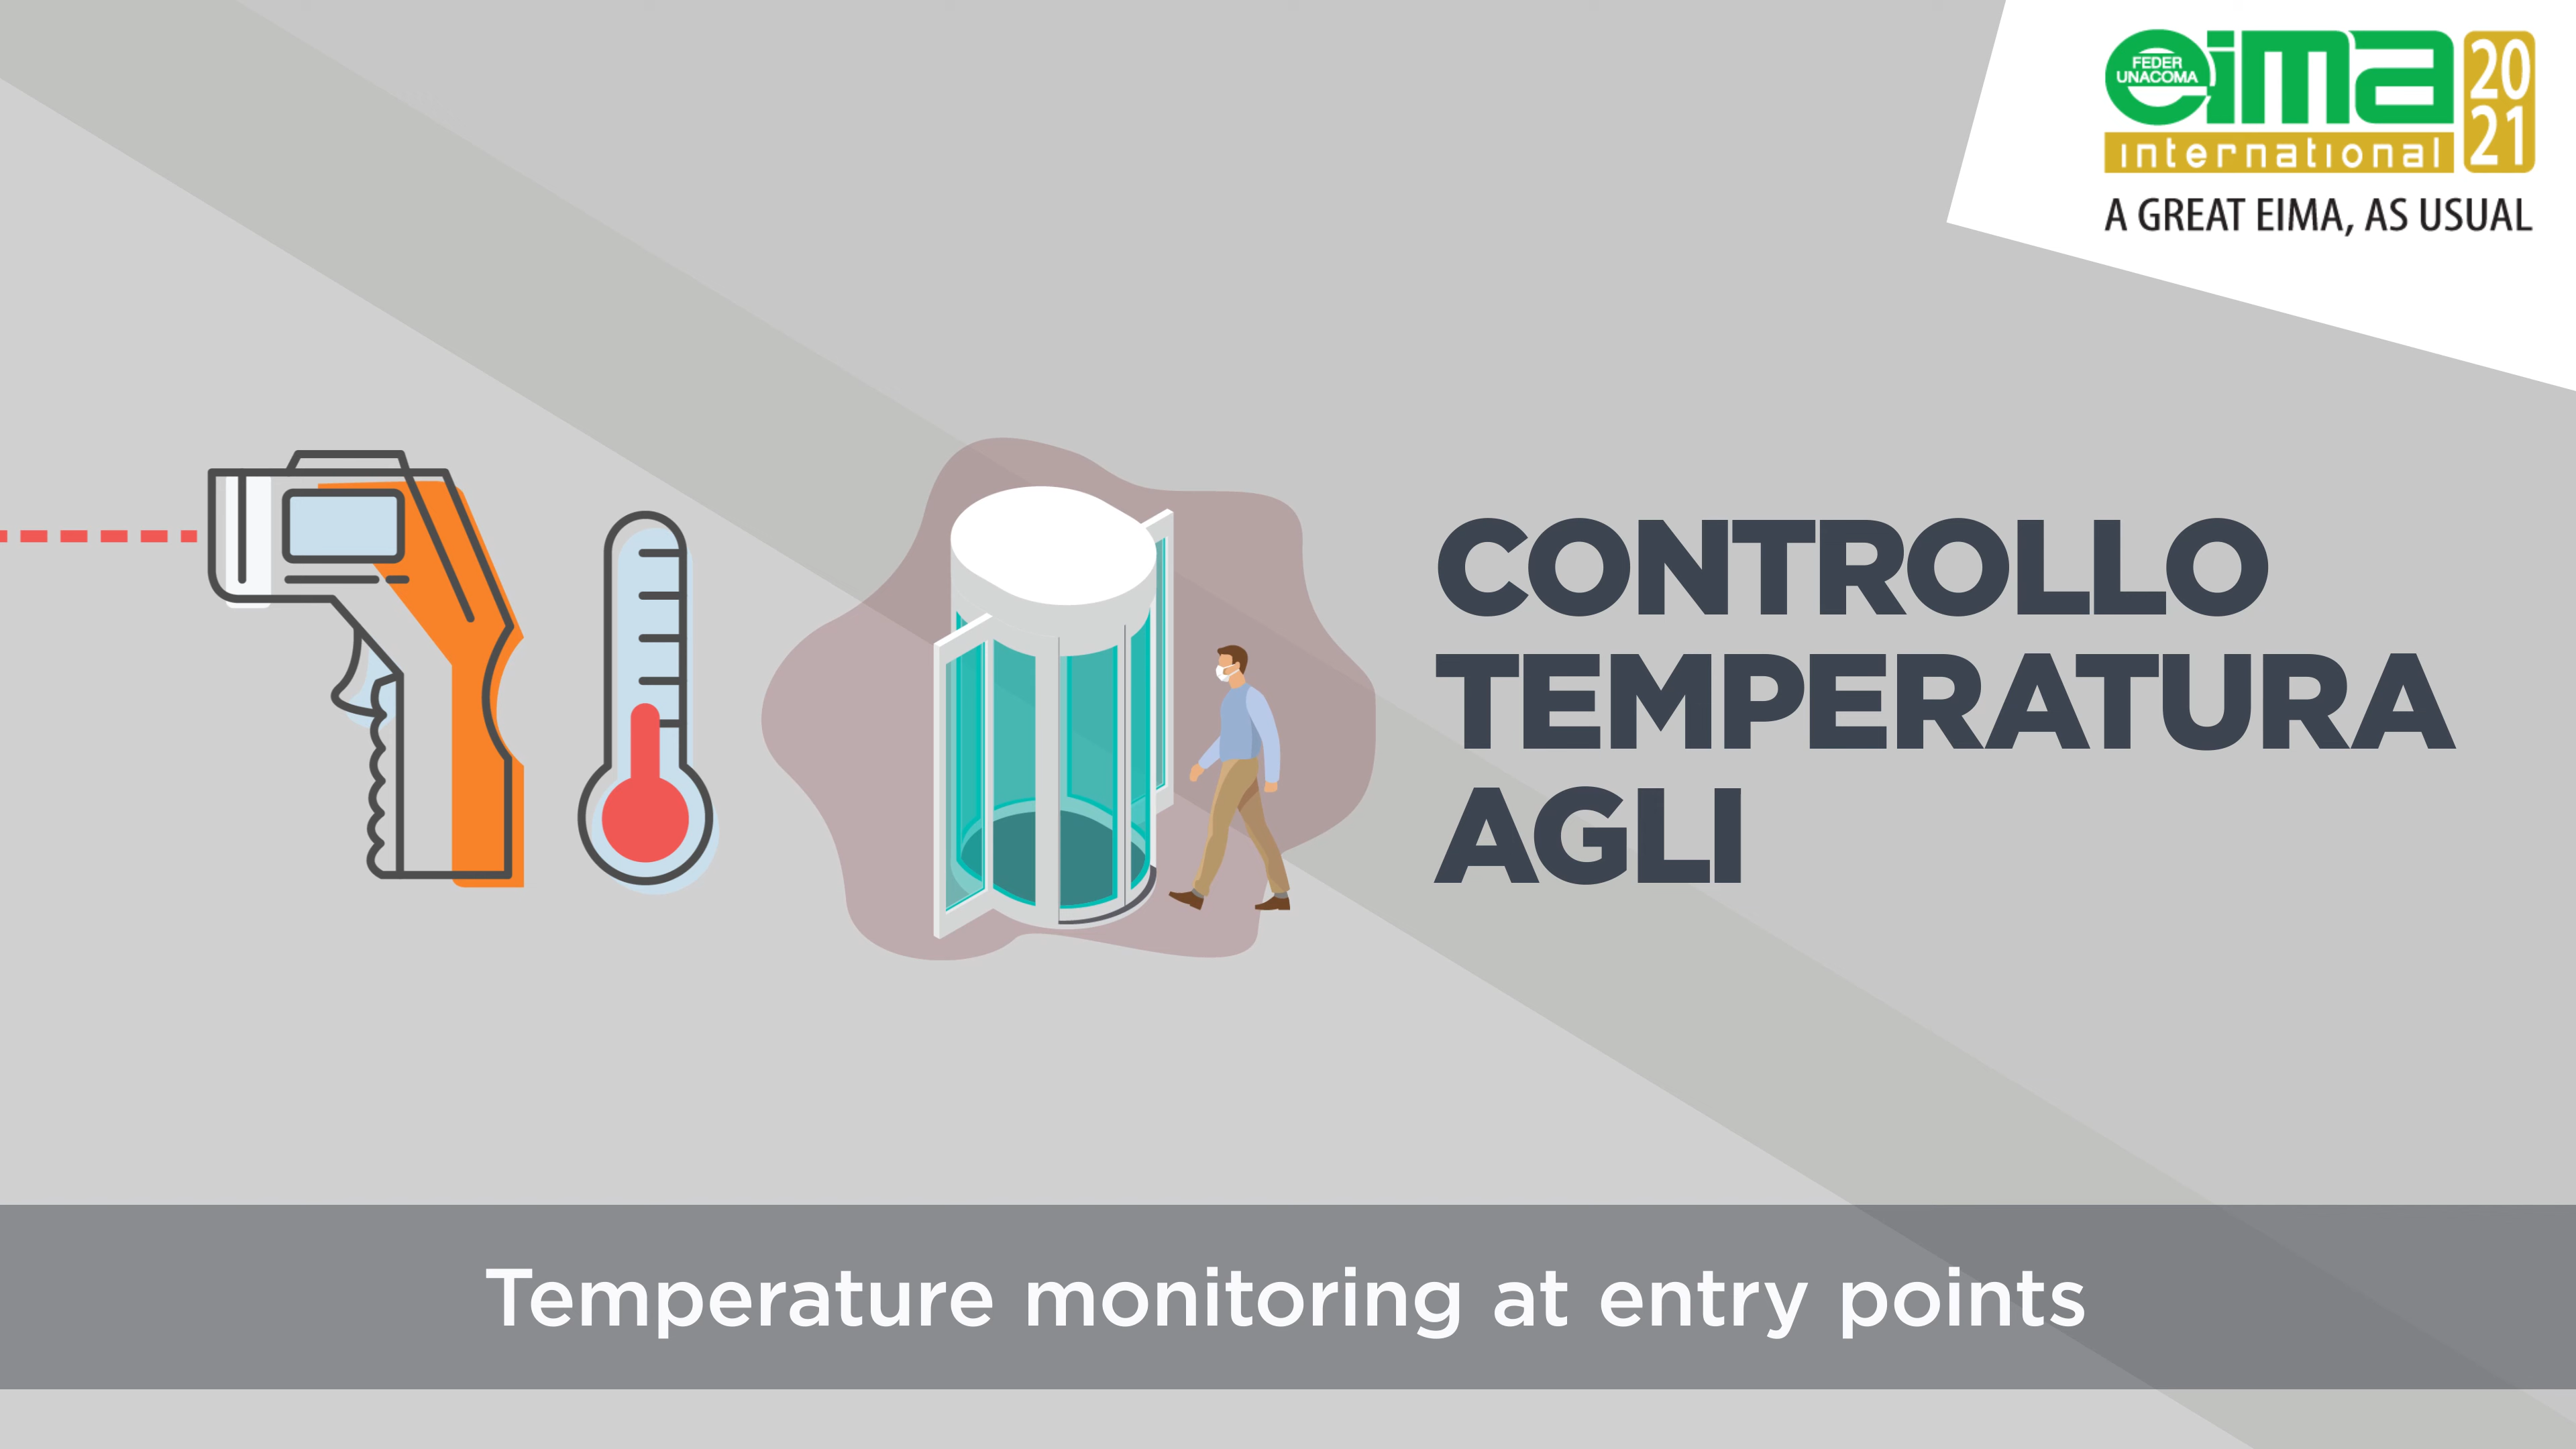 FEDER
UNACOMA
eima
international
20
21
A GREAT EIMA, AS USUAL
CONTROLLO
TEMPERATURA
AGLI
Temperature monitoring at entry points